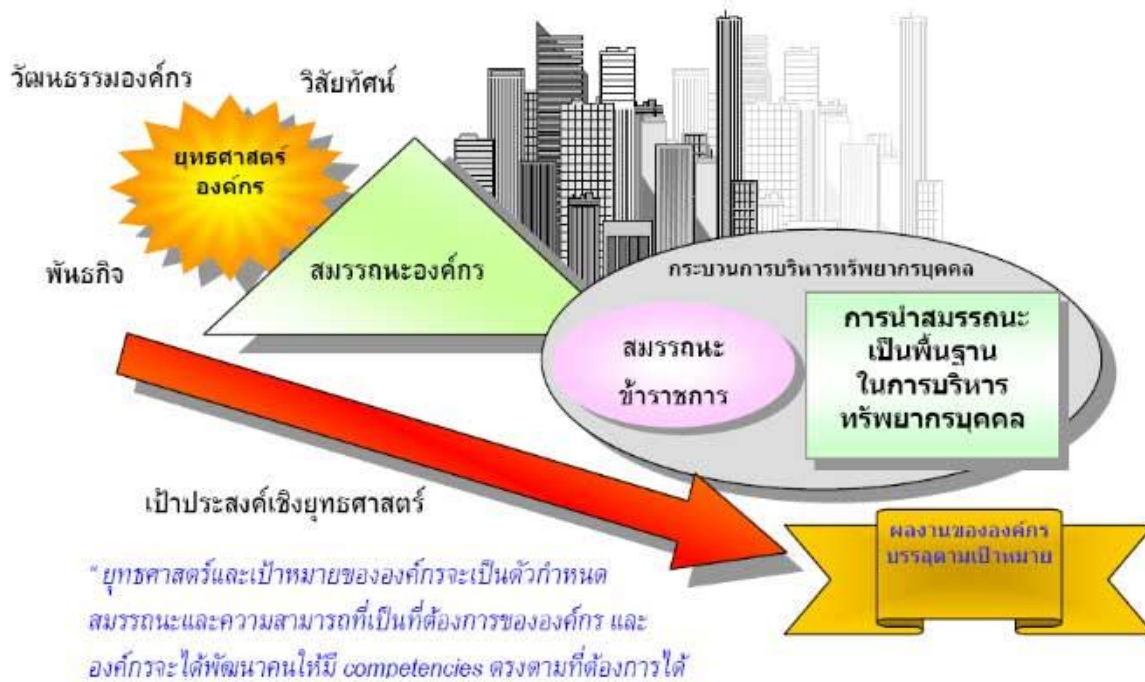 วัฒนธรรมองค์กร
วิสัยทัศน์
ยุทธศาสตร์
องค์กร
พันธกิจ
สมรรถนะองค์กร
กระบวนการบริหารทรัพยากรบุคคล
สมรรถนะ
ข้าราชการ
การนำสมรรถนะ
เป็นพื้นฐาน
ในการบริหาร
ทรัพยากรบุคคล
เป้าประสงค์เชิงยุทธศาสตร์
ผลงานขององค์กร
บรรลุตามเป้าหมาย
“ ยุทธศาสตร์และเป้าหมายขององค์กรจะเป็นตัวกำหนด
สมรรถนะและความสามารถที่เป็นที่ต้องการขององค์กร และ
องค์กรจะได้พัฒนาคนให้มี competencies ตรงตามที่ต้องการได้